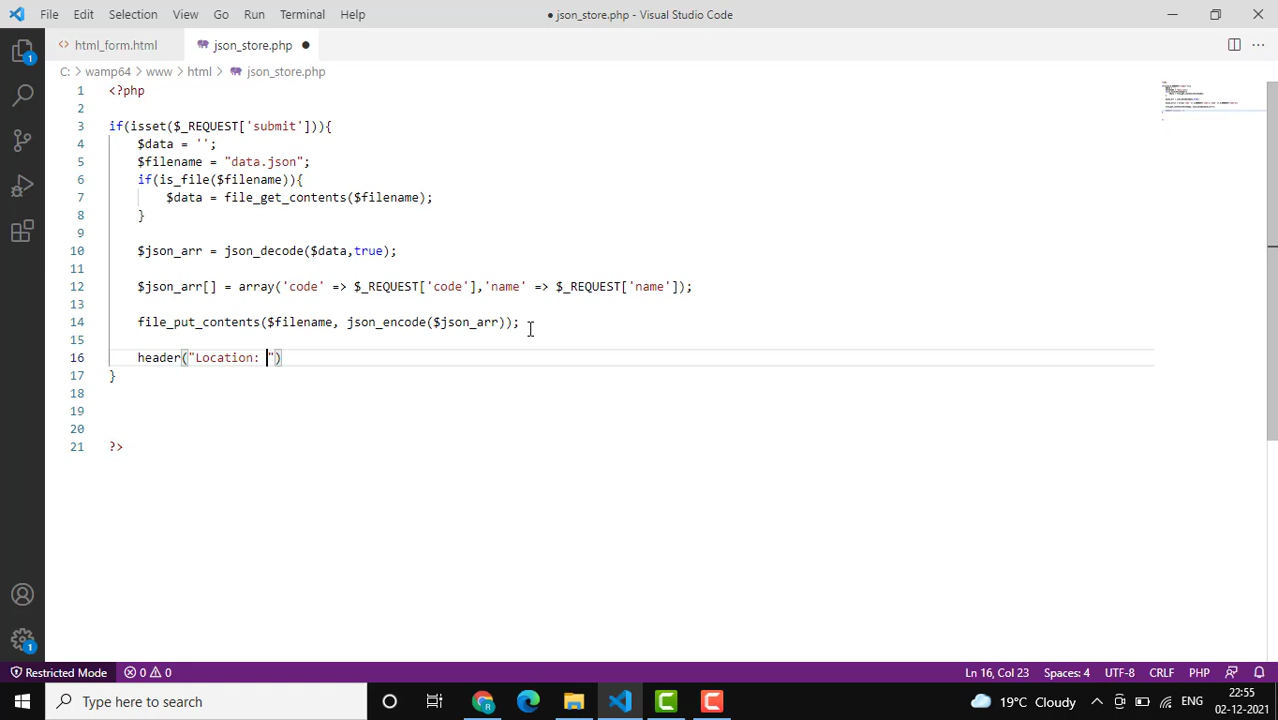 File Edit Selection View Go Run Terminal Help
● json_store.php - Visual Studio Code
html_form.html
json_store.php ●
C: > wamp64 > www > html > json_store.php
1 <?php
2
3 if(isset($_REQUEST['submit'])){
4 $data = '';
5 $filename = "data.json";
6 if(is_file($filename)){
7 $data = file_get_contents($filename);
8 }
9
10 $json_arr = json_decode($data,true);
11
12 $json_arr[] = array('code' => $_REQUEST['code'],'name' => $_REQUEST['name']);
13
14 file_put_contents($filename, json_encode($json_arr));
15
16 header("Location: ")
17 }
18
19
20
21 ?>
1
1
Restricted Mode 0 0 Ln 16, Col 23 Spaces: 4 UTF-8 CRLF PHP
Type here to search
19°C Cloudy ENG
22:55
02-12-2021